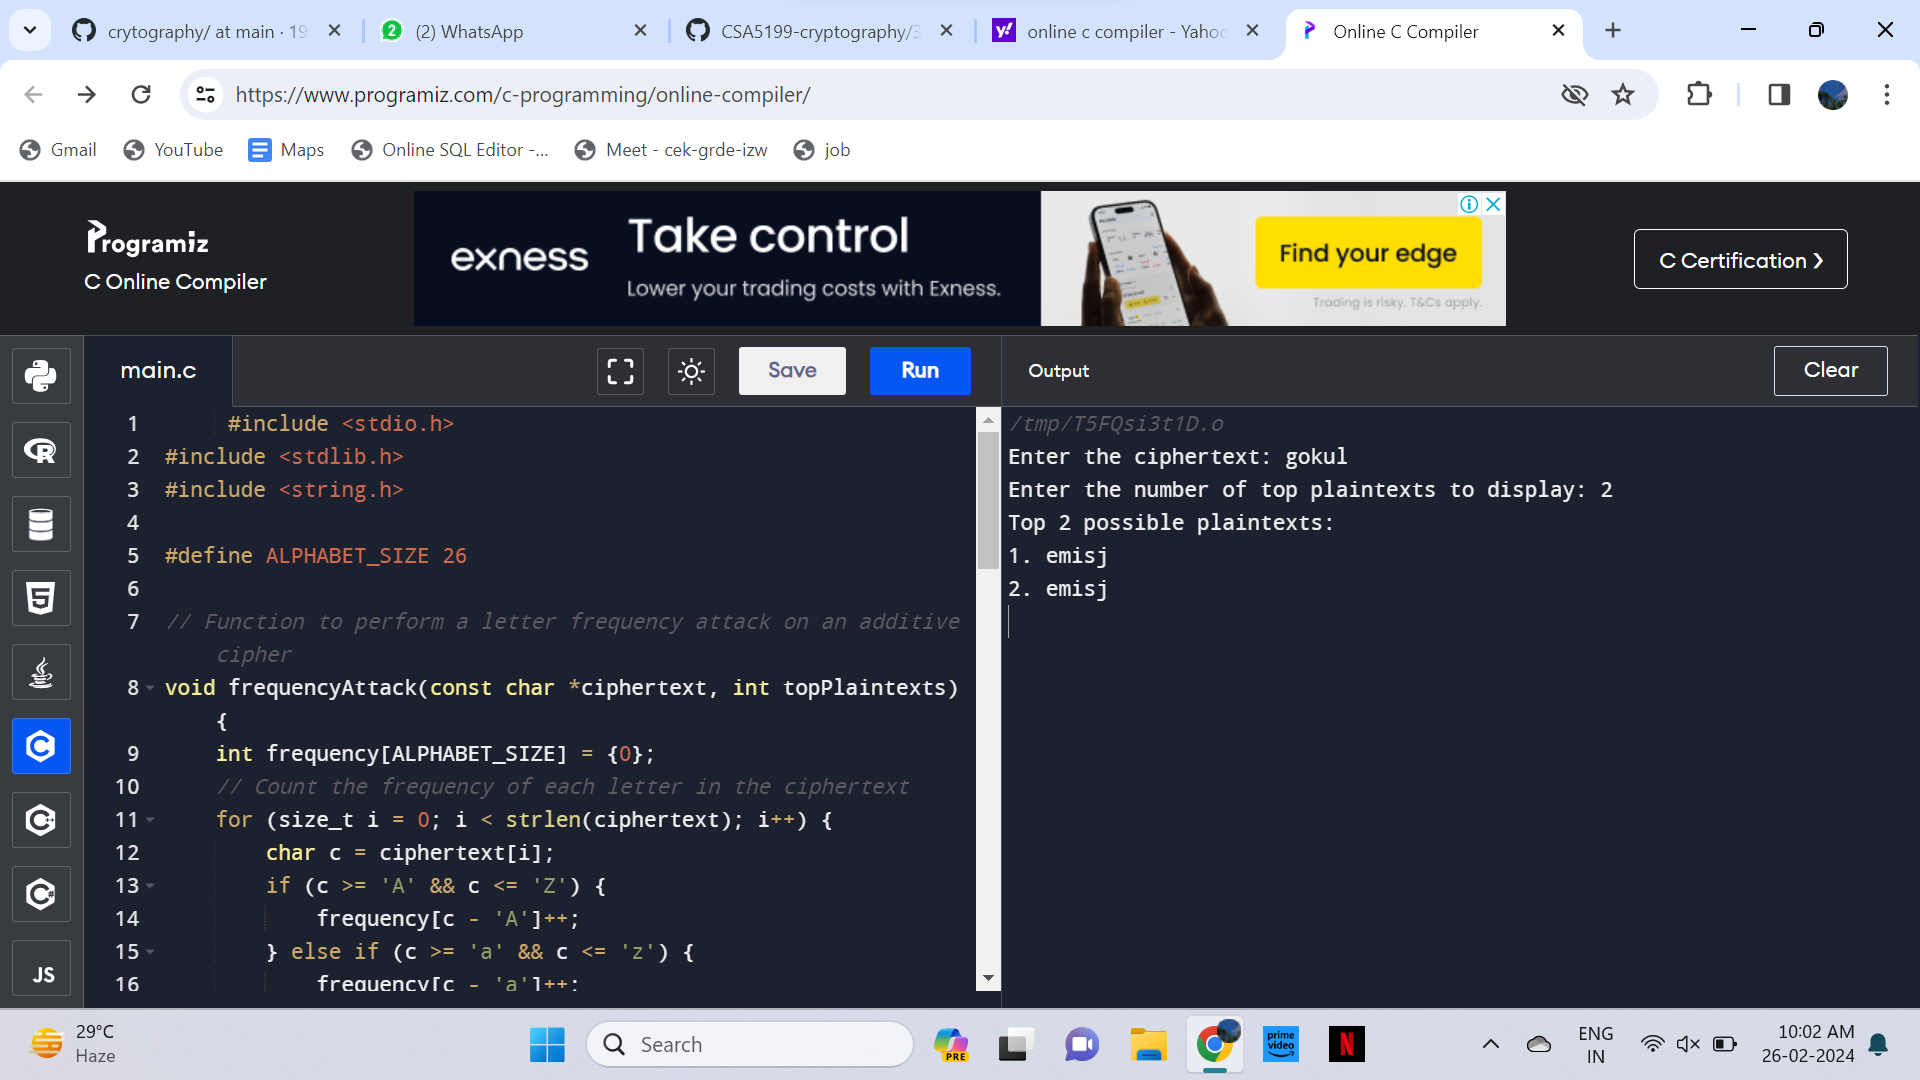 crytography/ at main · 19
(2) WhatsApp
CSA5199-cryptography/3
online c compiler - Yahoo
Online C Compiler
https://www.programiz.com/c-programming/online-compiler/
Gmail
YouTube
Maps
Online SQL Editor -...
Meet - cek-grde-izw
job
Programiz
C Online Compiler
exness
Take control
Lower your trading costs with Exness.
Find your edge
Trading is risky. T&Cs apply.
C Certification ❯
main.c
Save
Run
Output
Clear
1 #include <stdio.h>
2 #include <stdlib.h>
3 #include <string.h>
4
5 #define ALPHABET_SIZE 26
6
7 // Function to perform a letter frequency attack on an additive
cipher
8 void frequencyAttack(const char *ciphertext, int topPlaintexts)
{
9 int frequency[ALPHABET_SIZE] = {0};
10 // Count the frequency of each letter in the ciphertext
11 for (size_t i = 0; i < strlen(ciphertext); i++) {
12 char c = ciphertext[i];
13 if (c >= 'A' && c <= 'Z') {
14 frequency[c - 'A']++;
15 } else if (c >= 'a' && c <= 'z') {
16 frequency[c - 'a']++;
/tmp/T5FQsi3t1D.o
Enter the ciphertext: gokul
Enter the number of top plaintexts to display: 2
Top 2 possible plaintexts:
1. emisj
2. emisj
JS
29°C
Haze
Search
PRE
prime video
N
ENG
IN
10:02 AM
26-02-2024